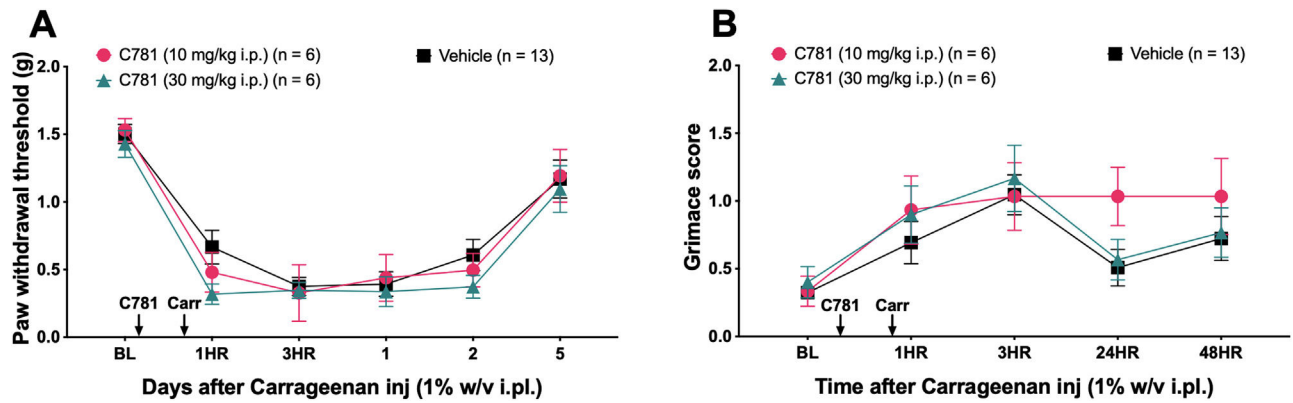 A
C781 (10 mg/kg i.p.) (n = 6)
Vehicle (n = 13)
C781 (30 mg/kg i.p.) (n = 6)
Paw withdrawal threshold (g)
2.0
1.5
1.0
0.5
0.0
C781
Carr
BL
1HR
3HR
1
2
5
Days after Carrageenan inj (1% w/v i.pl.)
B
C781 (10 mg/kg i.p.) (n = 6)
Vehicle (n = 13)
C781 (30 mg/kg i.p.) (n = 6)
Grimace score
2.0
1.5
1.0
0.5
0.0
C781
Carr
BL
1HR
3HR
24HR
48HR
Time after Carrageenan inj (1% w/v i.pl.)